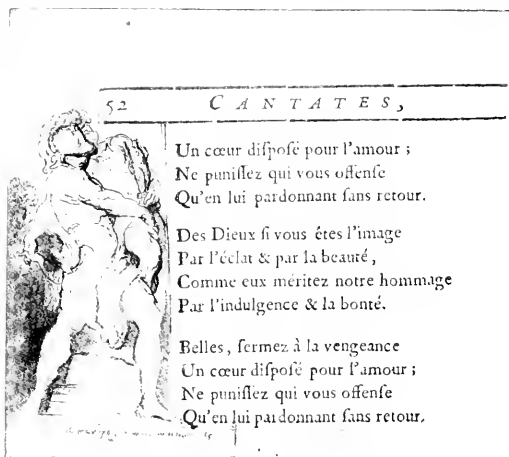 52 CANTATES,
Un cœur diſpoſé pour l'amour ;
Ne puniſſez qui vous offenſe
Qu'en lui pardonnant ſans retour.
Des Dieux ſi vous êtes l'image
Par l'éclat & par la beauté,
Comme eux méritez notre hommage
Par l'indulgence & la bonté.
Belles, fermez à la vengeance
Un cœur diſpoſé pour l'amour ;
Ne puniſſez qui vous offenſe
Qu'en lui pardonnant ſans retour.